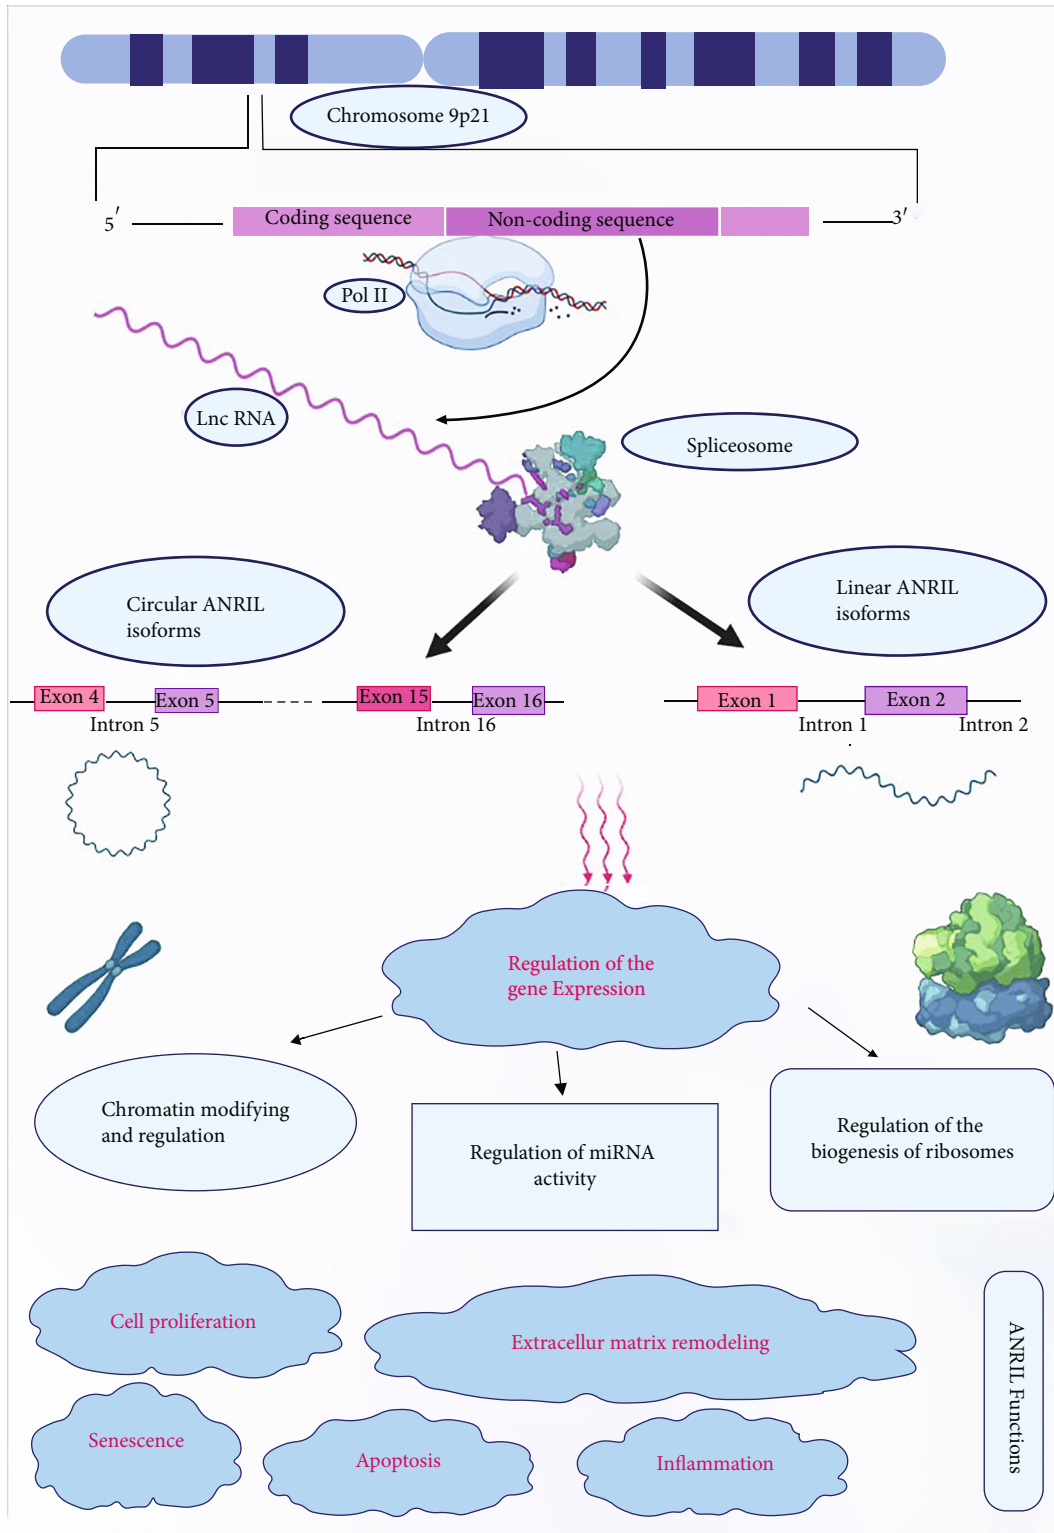 Chromosome 9p21
5′
Coding sequence
Non-coding sequence
3′
Pol II
Lnc RNA
Spliceosome
Circular ANRIL
isoforms
Linear ANRIL
isoforms
Exon 4
Exon 5
Exon 15
Exon 16
Intron 5
Intron 16
Exon 1
Exon 2
Intron 1
Intron 2
Regulation of the
gene Expression
Chromatin modifying
and regulation
Regulation of miRNA
activity
Regulation of the
biogenesis of ribosomes
Cell proliferation
Extracellur matrix remodeling
Senescence
Apoptosis
Inflammation
ANRIL Functions